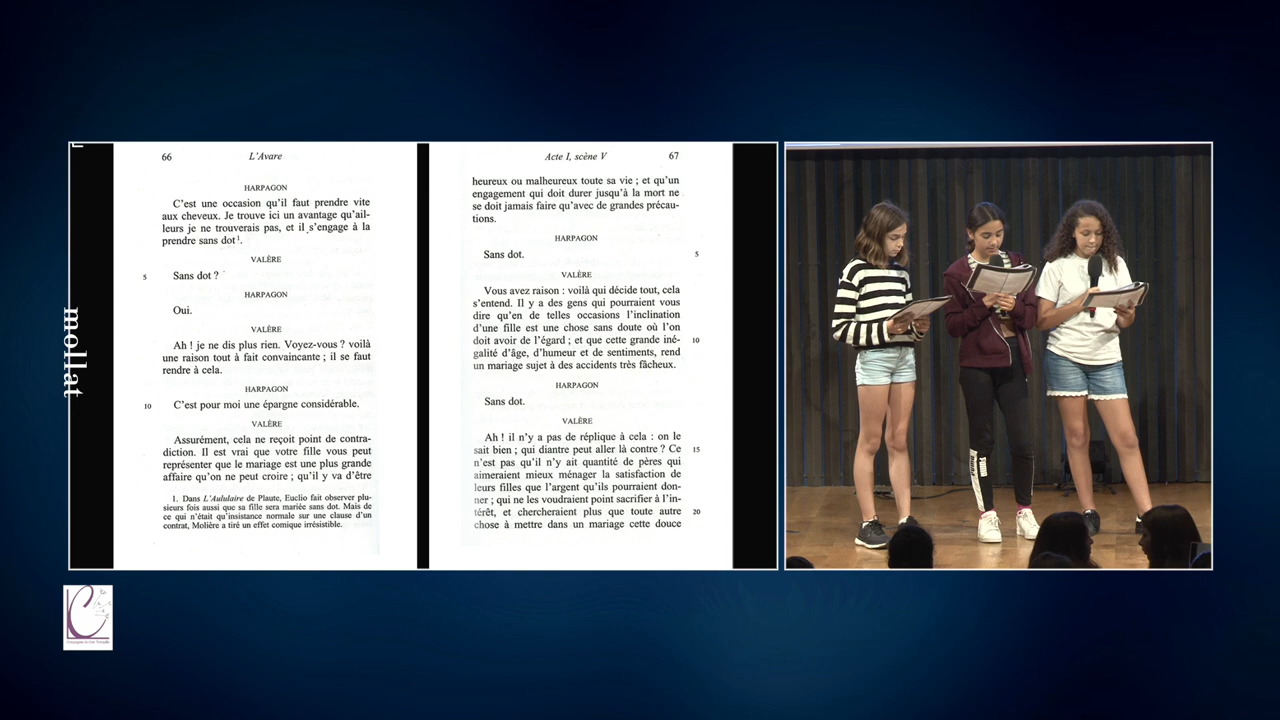 66
L'Avare
HARPAGON
C'est une occasion qu'il faut prendre vite
aux cheveux. Je trouve ici un avantage qu'ail-
leurs je ne trouverais pas, et il s'engage à la
prendre sans dot¹.
VALÈRE
5
Sans dot ?
HARPAGON
Oui.
VALÈRE
Ah ! je ne dis plus rien. Voyez-vous ? voilà
une raison tout à fait convaincante ; il se faut
rendre à cela.
HARPAGON
10
C'est pour moi une épargne considérable.
VALÈRE
Assurément, cela ne reçoit point de contra-
diction. Il est vrai que votre fille vous peut
représenter que le mariage est une plus grande
affaire qu'on ne peut croire ; qu'il y va d'être
1. Dans L'Aululaire de Plaute, Euclio fait observer plu-
sieurs fois aussi que sa fille sera mariée sans dot. Mais de
ce qui n'était qu'insistance normale sur une clause d'un
contrat, Molière a tiré un effet comique irrésistible.
Acte I, scène V
67
heureux ou malheureux toute sa vie ; et qu'un
engagement qui doit durer jusqu'à la mort ne
se doit jamais faire qu'avec de grandes précau-
tions.
HARPAGON
Sans dot.
5
VALÈRE
Vous avez raison : voilà qui décide tout, cela
s'entend. Il y a des gens qui pourraient vous
dire qu'en de telles occasions l'inclination
d'une fille est une chose sans doute où l'on
doit avoir de l'égard ; et que cette grande iné-
10
galité d'âge, d'humeur et de sentiments, rend
un mariage sujet à des accidents très fâcheux.
HARPAGON
Sans dot.
VALÈRE
Ah ! il n'y a pas de réplique à cela : on le
sait bien ; qui diantre peut aller là contre ? Ce
15
n'est pas qu'il n'y ait quantité de pères qui
aimeraient mieux ménager la satisfaction de
leurs filles que l'argent qu'ils pourraient don-
ner ; qui ne les voudraient point sacrifier à l'in-
térêt, et chercheraient plus que toute autre
20
chose à mettre dans un mariage cette douce
mollat
puma